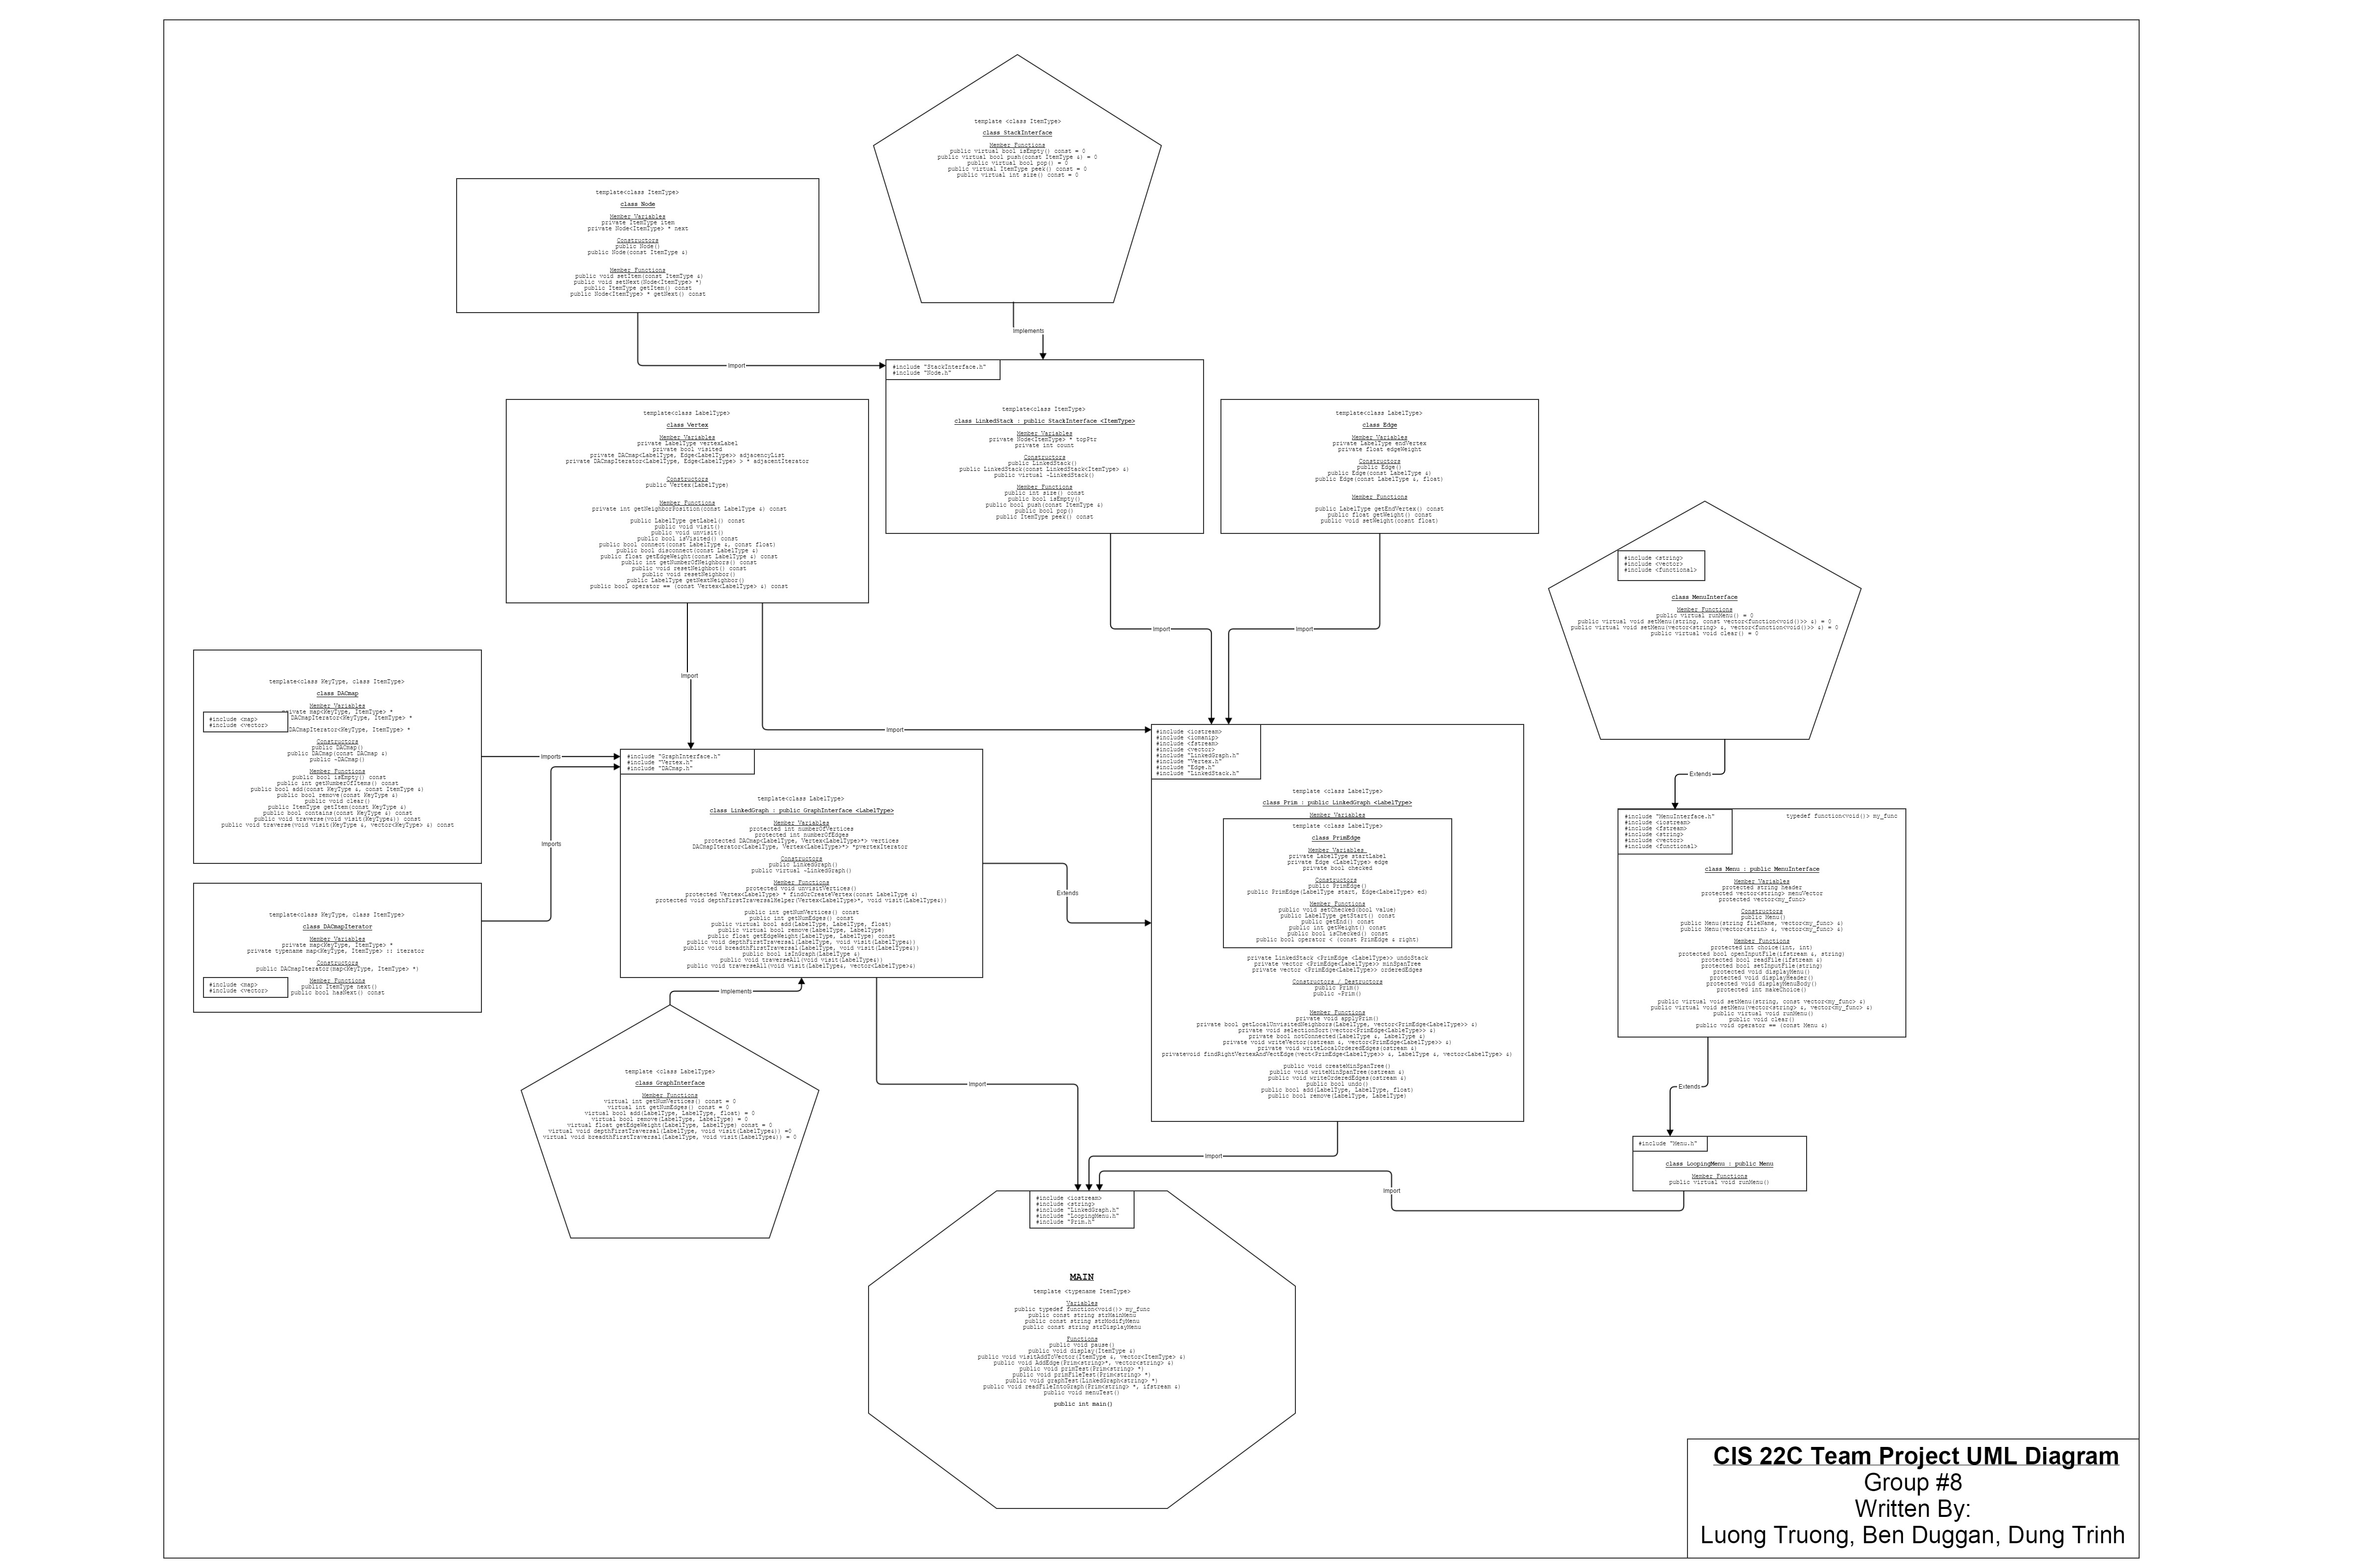 template <class ItemType>
class StackInterface
Member Functions
public virtual bool isEmpty() const = 0
public virtual bool push(const ItemType &) = 0
public virtual bool pop() = 0
public virtual ItemType peek() const = 0
public virtual int size() const = 0
template<class ItemType>
class Node
Member Variables
private ItemType item
private Node<ItemType> * next
Constructors
public Node()
public Node(const ItemType &)
Member Functions
public void setItem(const ItemType &)
public void setNext(Node<ItemType> *)
public ItemType getItem() const
public Node<ItemType> * getNext() const
Implements
Import
#include "StackInterface.h"
#include "Node.h"
template<class ItemType>
class LinkedStack : public StackInterface <ItemType>
Member Variables
private Node<ItemType> * topPtr
private int count
Constructors
public LinkedStack()
public LinkedStack(const LinkedStack<ItemType> &)
public virtual ~LinkedStack()
Member Functions
public int size() const
public bool isEmpty()
public bool push(const ItemType &)
public bool pop()
public ItemType peek() const
template<class LabelType>
class Vertex
Member Variables
private LabelType vertexLabel
private bool visited
private DACmap<LabelType, Edge<LabelType>> adjacencyList
private DACmapIterator<LabelType, Edge<LabelType> > * adjacentIterator
Constructors
public Vertex(LabelType)
Member Functions
private int getNeighborPosition(const LabelType &) const
public LabelType getLabel() const
public void visit()
public void unvisit()
public bool isVisited() const
public bool connect(const LabelType &, const float)
public bool disconnect(const LabelType &)
public float getEdgeWeight(const LabelType &) const
public int getNumberOfNeighbors() const
public void resetNeighbot() const
public void resetNeighbor()
public LabelType getNextNeighbor()
public bool operator == (const Vertex<LabelType> &) const
template<class LabelType>
class Edge
Member Variables
private LabelType endVertex
private float edgeWeight
Constructors
public Edge()
public Edge(const LabelType &)
public Edge(const LabelType &, float)
Member Functions
public LabelType getEndVertex() const
public float getWeight() const
public void setWeight(cosnt float)
#include <string>
#include <vector>
#include <functional>
class MenuInterface
Member Functions
public virtual runMenu() = 0
public virtual void setMenu(string, const vector<function<void()>> &) = 0
public virtual void setMenu(vector<string> &, vector<function<void()>> &) = 0
public virtual void clear() = 0
Import
Import
Import
Import
template<class KeyType, class ItemType>
class DACmap
Member Variables
private map<KeyType, ItemType> *
DACmapIterator<KeyType, ItemType> *
DACmapIterator<KeyType, ItemType> *
#include <map>
#include <vector>
Constructors
public DACmap()
public DACmap(const DACmap &)
public ~DACmap()
Member Functions
public bool isEmpty() const
public int getNumberOfItems() const
public bool add(const KeyType &, const ItemType &)
public bool remove(const KeyType &)
public void clear()
public ItemType getItem(const KeyType &)
public bool contains(const KeyType &)
public void traverse(void visit(KeyType&)) const
public void traverse(void visit(KeyType &, vector<KeyType> &) const
Imports
Imports
template<class KeyType, class ItemType>
class DACmapIterator
Member Variables
private map<KeyType, ItemType> *
private typename map<KeyType, ItemType> :: iterator
Constructors
public DACmapIterator(map<KeyType, ItemType> *)
Member Functions
public ItemType next()
public bool hasNext() const
#include <map>
#include <vector>
#include "GraphInterface.h"
#include "Vertex.h"
#include "DACmap.h"
template<class LabelType>
class LinkedGraph : public GraphInterface <LabelType>
Member Variables
protected int numberOfVertices
protected int numberOfEdges
protected DACmap<LabelType, Vertex<LabelType>*> vertices
DACmapIterator<LabelType, Vertex<LabelType>*> *pvertexIterator
Constructors
public LinkedGraph()
public virtual ~LinkedGraph()
Member Functions
protected void unvisitVertices()
protected Vertex<LabelType> * findOrCreateVertex(const LabelType &)
protected void depthFirstTraversalHelper(Vertex<LabelType>*, void visit(LabelType&))
public int getNumVertices() const
public int getNumEdges() const
public virtual bool add(LabelType, LabelType, float)
public virtual bool remove(LabelType, LabelType)
public float getEdgeWeight(LabelType, LabelType) const
public void depthFirstTraversal(LabelType, void visit(LabelType&))
public void breadthFirstTraversal(LabelType, void visit(LabelType&))
public bool isInGraph(LabelType &)
public void traverseAll(void visit(LabelType&))
public void traverseAll(void visit(LabelType&, vector<LabelType>&)
Extends
#include <iostream>
#include <iomanip>
#include <fstream>
#include <vector>
#include "LinkedGraph.h"
#include "Vertex.h"
#include "Edge.h"
#include "LinkedStack.h"
template <class LabelType>
class Prim : public LinkedGraph <LabelType>
Member Variables
template <class LabelType>
class PrimEdge
Member Variables
private LabelType startLabel
private Edge <LabelType> edge
private bool checked
Constructors
public PrimEdge()
public PrimEdge(LabelType start, Edge<LabelType> ed)
Member Functions
public void setChecked(bool value)
public LabelType getStart() const
public getEnd() const
public int getWeight() const
public bool isChecked() const
public bool operator < (const PrimEdge & right)
private LinkedStack <PrimEdge <LabelType>> undoStack
private vector <PrimEdge<LabelType>> minSpanTree
private vector <PrimEdge<LabelType>> orderedEdges
Constructors / Destructors
public Prim()
public ~Prim()
Member Functions
private void applyPrim()
private bool getLocalUnvisitedNeighbors(LabelType, vector<PrimEdge<LabelType>> &)
private void selectionSort(vector<PrimEdge<LabelType>> &)
private bool notConnected(LabelType &, LabelType &)
private void writeVector(ostream &, vector<PrimEdge<LabelType>> &)
private void writeLocalOrderedEdges(ostream &)
privatevoid findRightVertexAndVectEdge(vect<PrimEdge<LabelType>> &, LabelType &, vector<LabelType> &)
public void createMinSpanTree()
public void writeMinSpanTree(ostream &)
public void writeOrderedEdges(ostream &)
public bool undo()
public bool add(LabelType, LabelType, float)
public bool remove(LabelType, LabelType)
Extends
#include "MenuInterface.h"
#include <iostream>
#include <fstream>
#include <string>
#include <vector>
#include <functional>
typedef function<void()> my_func
class Menu : public MenuInterface
Member Variables
protected string header
protected vector<string> menuVector
protected vector<my_func>
Constructors
public Menu()
public Menu(string fileName, vector<my_func> &)
public Menu(vector<strin> &, vector<my_func> &)
Member Functions
protected int choice(int, int)
protected bool openInputFile(ifstream &, string)
protected bool readFile(ifstream &)
protected bool setInputFile(string)
protected void displayMenu()
protected void displayHeader()
protected void displayMenuBody()
protected int makeChoice()
public virtual void setMenu(string, const vector<my_func> &)
public virtual void setMenu(vector<string> &, vector<my_func> &)
public virtual void runMenu()
public void clear()
public void operator == (const Menu &)
Extends
#include "Menu.h"
class LoopingMenu : public Menu
Member Functions
public virtual void runMenu()
Implements
template <class LabelType>
class GraphInterface
Member Functions
virtual int getNumVertices() const = 0
virtual int getNumEdges() const = 0
virtual bool add(LabelType, LabelType, float) = 0
virtual bool remove(LabelType, LabelType) = 0
virtual float getEdgeWeight(LabelType, LabelType) const = 0
virtual void depthFirstTraversal(LabelType, void visit(LabelType&)) =0
virtual void breadthFirstTraversal(LabelType, void visit(LabelType&)) = 0
Import
Import
Import
#include <iostream>
#include <string>
#include "LinkedGraph.h"
#include "LoopingMenu.h"
#include "Prim.h"
MAIN
template <typename ItemType>
Variables
public typedef function<void()> my_func
public const string strMainMenu
public const string strModifyMenu
public const string strDisplayMenu
Functions
public void pause()
public void display(ItemType &)
public void visitAddToVector(ItemType &, vector<ItemType> &)
public void AddEdge(Prim<string>*, vector<string> &)
public void primTest(Prim<string> *)
public void primFileTest(Prim<string> *)
public void graphTest(LinkedGraph<string> *)
public void readFileIntoGraph(Prim<string> *, ifstream &)
public void menuTest()
public int main()
CIS 22C Team Project UML Diagram
Group #8
Written By:
Luong Truong, Ben Duggan, Dung Trinh